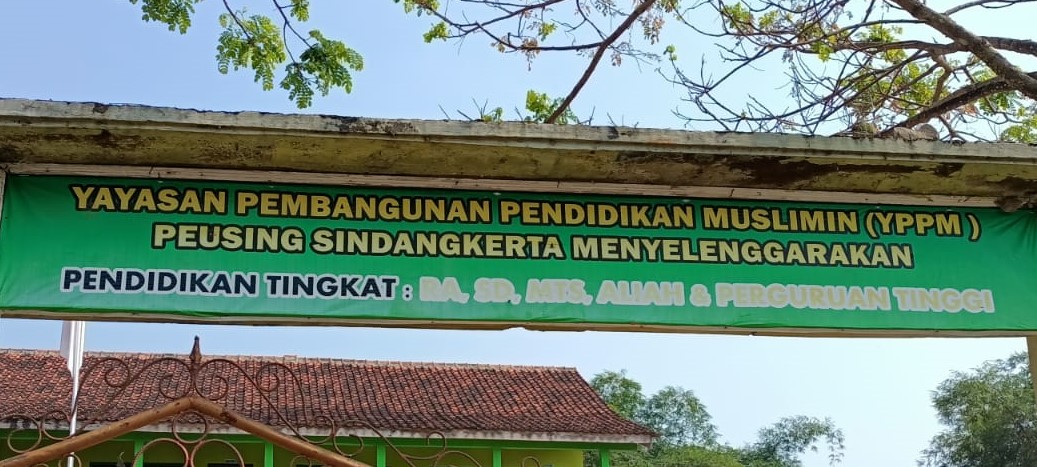 YAYASAN PEMBANGUNAN PENDIDIKAN MUSLIMIN (YPPM )
PEUSING SINDANGKERTA MENYELENGGARAKAN
PENDIDIKAN TINGKAT : RA, SD, MTS, ALIAH & PERGURUAN TINGGI